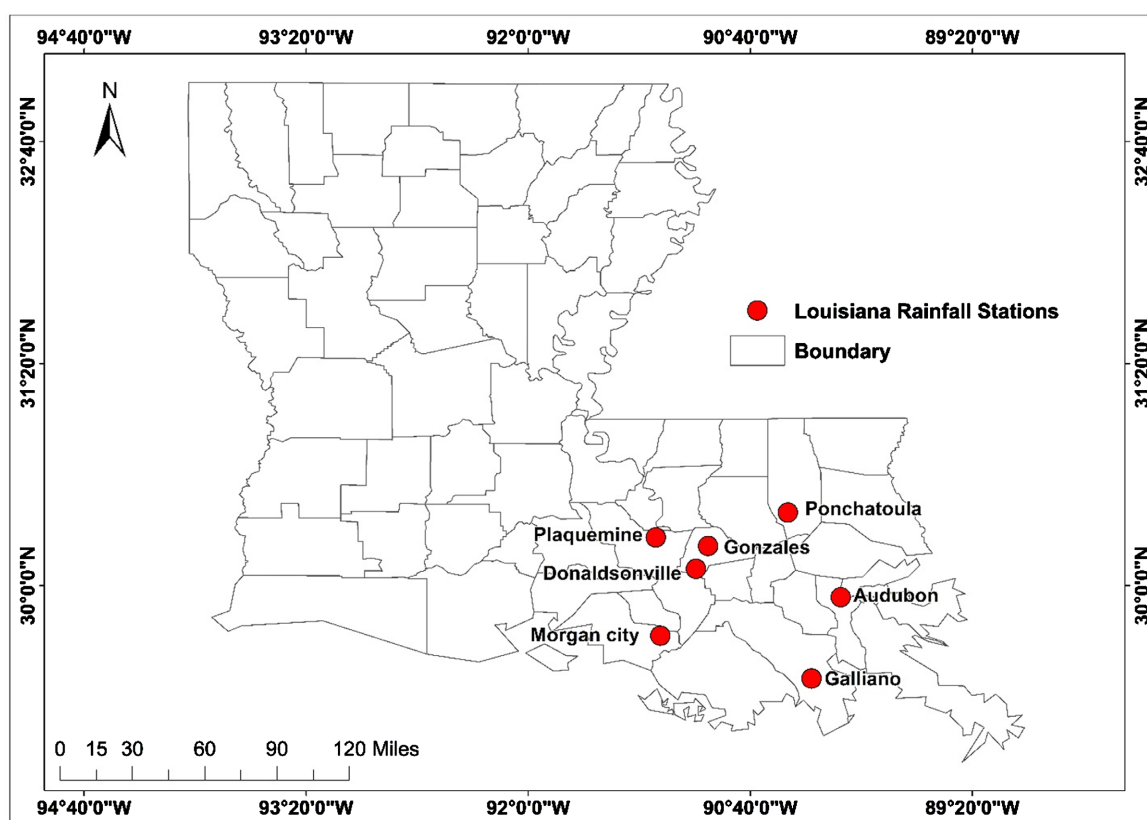 94°40'0"W 93°20'0"W 92°0'0"W 90°40'0"W 89°20'0"W
N
32°40'0"N 32°40'0"N
Louisiana Rainfall Stations
Boundary
31°20'0"N 31°20'0"N
Ponchatoula
Plaquemine
Gonzales
Donaldsonville
30°0'0"N 30°0'0"N
Audubon
Morgan city
Galliano
0 15 30 60 90 120 Miles
94°40'0"W 93°20'0"W 92°0'0"W 90°40'0"W 89°20'0"W